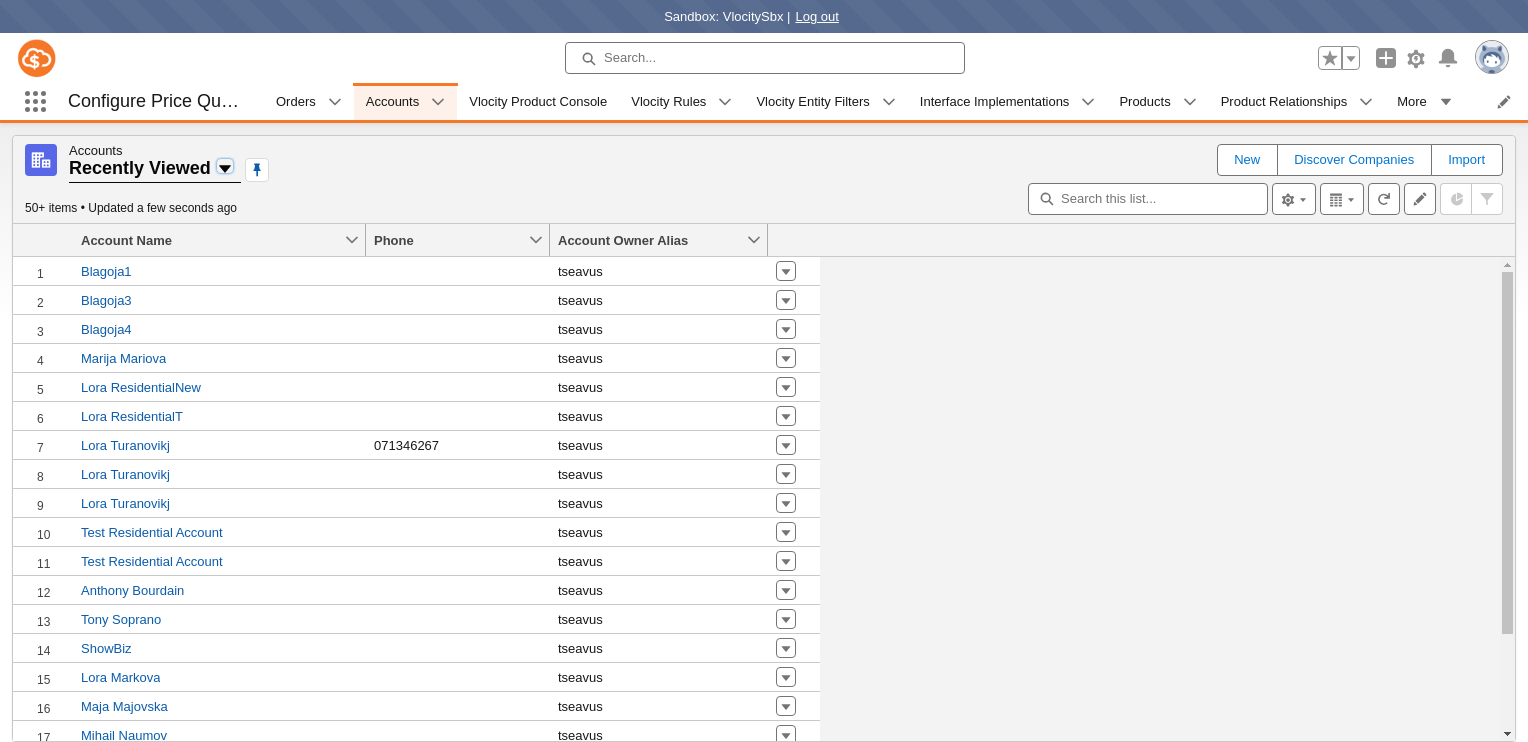 Sandbox: VlocitySbx | Log out
Search...
Configure Price Qu… Orders Accounts Vlocity Product Console Vlocity Rules Vlocity Entity Filters Interface Implementations Products Product Relationships More
Accounts
Recently Viewed
New Discover Companies Import
50+ items • Updated a few seconds ago
Search this list...
Account Name Phone Account Owner Alias
1 Blagoja1 tseavus
2 Blagoja3 tseavus
3 Blagoja4 tseavus
4 Marija Mariova tseavus
5 Lora ResidentialNew tseavus
6 Lora ResidentialT tseavus
7 Lora Turanovikj 071346267 tseavus
8 Lora Turanovikj tseavus
9 Lora Turanovikj tseavus
10 Test Residential Account tseavus
11 Test Residential Account tseavus
12 Anthony Bourdain tseavus
13 Tony Soprano tseavus
14 ShowBiz tseavus
15 Lora Markova tseavus
16 Maja Majovska tseavus
17 Mihail Naumov tseavus